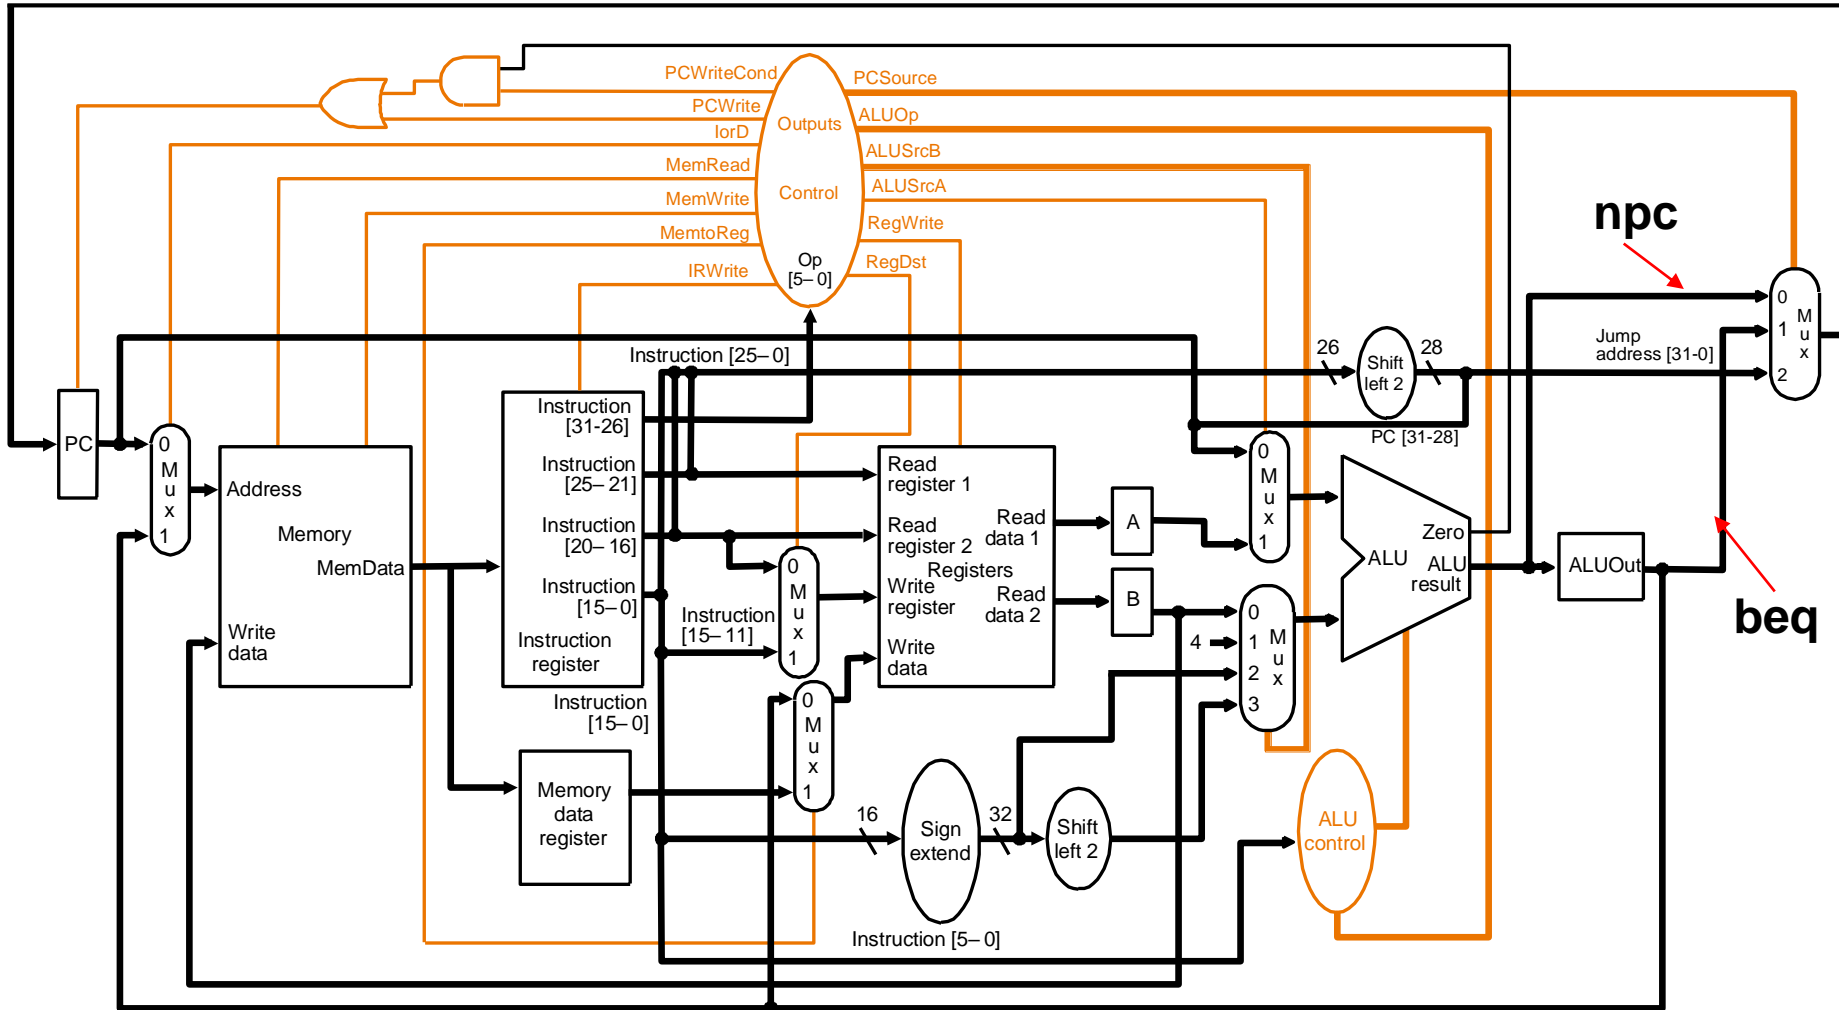 PCWriteCond
PCWrite
IorD
MemRead
MemWrite
MemtoReg
IRWrite
Outputs
Control
Op
[5–0]
PCSource
ALUOp
ALUSrcB
ALUSrcA
RegWrite
RegDst
npc
beq
Instruction [25–0]
26
Shift
left 2
28
Jump
address [31-0]
PC [31-28]
0
1
2
M
u
x
PC
0
M
u
x
1
Address
Memory
MemData
Write
data
Instruction
[31-26]
Instruction
[25–21]
Instruction
[20–16]
Instruction
[15–0]
Instruction
register
Instruction
[15–11]
Instruction
[15–0]
0
M
u
x
1
0
M
u
x
1
Read
register 1
Read
register 2
Registers
Write
register
Write
data
Read
data 1
Read
data 2
A
B
4
0
M
u
x
1
0
1
2
3
M
u
x
Zero
ALU
ALU
result
ALUOut
Memory
data
register
16
Sign
extend
32
Shift
left 2
ALU
control
Instruction [5–0]